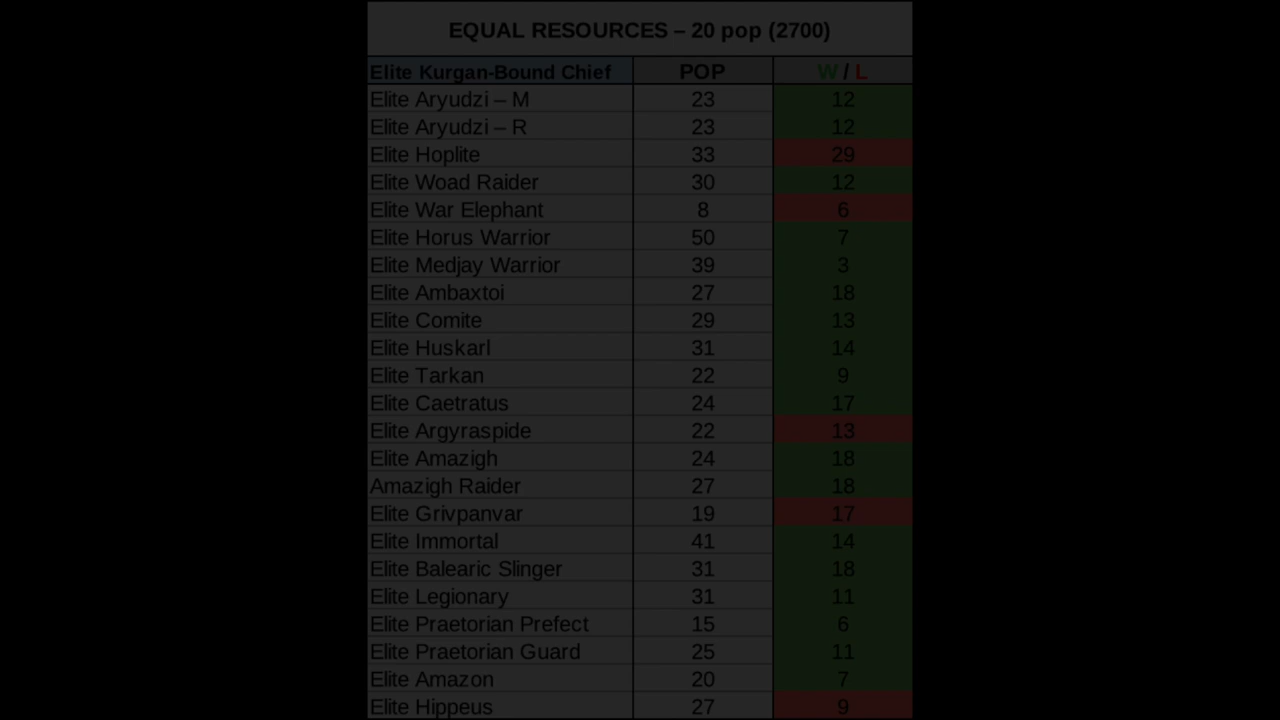 EQUAL RESOURCES – 20 pop (2700)
Elite Kurgan-Bound Chief POP W / L
Elite Aryudzi – M 23 12
Elite Aryudzi – R 23 12
Elite Hoplite 33 29
Elite Woad Raider 30 12
Elite War Elephant 8 6
Elite Horus Warrior 50 7
Elite Medjay Warrior 39 3
Elite Ambaxtoi 27 18
Elite Comite 29 13
Elite Huskarl 31 14
Elite Tarkan 22 9
Elite Caetratus 24 17
Elite Argyraspide 22 13
Elite Amazigh 24 18
Amazigh Raider 27 18
Elite Grivpanvar 19 17
Elite Immortal 41 14
Elite Balearic Slinger 31 18
Elite Legionary 31 11
Elite Praetorian Prefect 15 6
Elite Praetorian Guard 25 11
Elite Amazon 20 7
Elite Hippeus 27 9